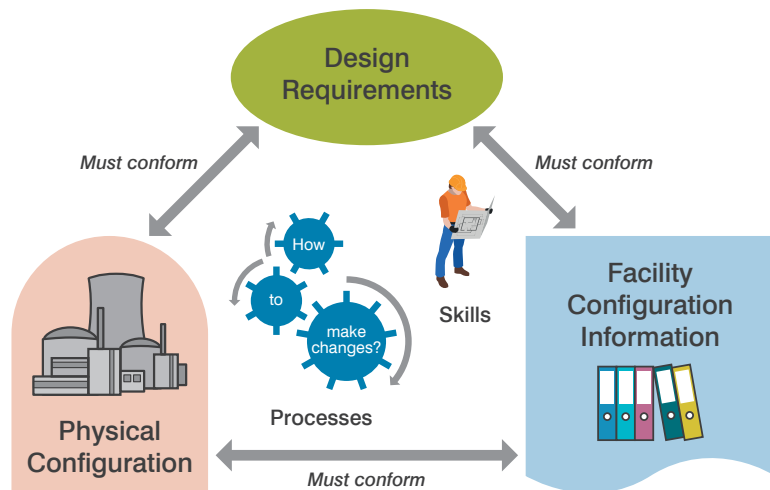 Design
Requirements
Must conform
Must conform
How
to
make
changes?
Skills
Processes
Physical
Configuration
Facility
Configuration
Information
Must conform